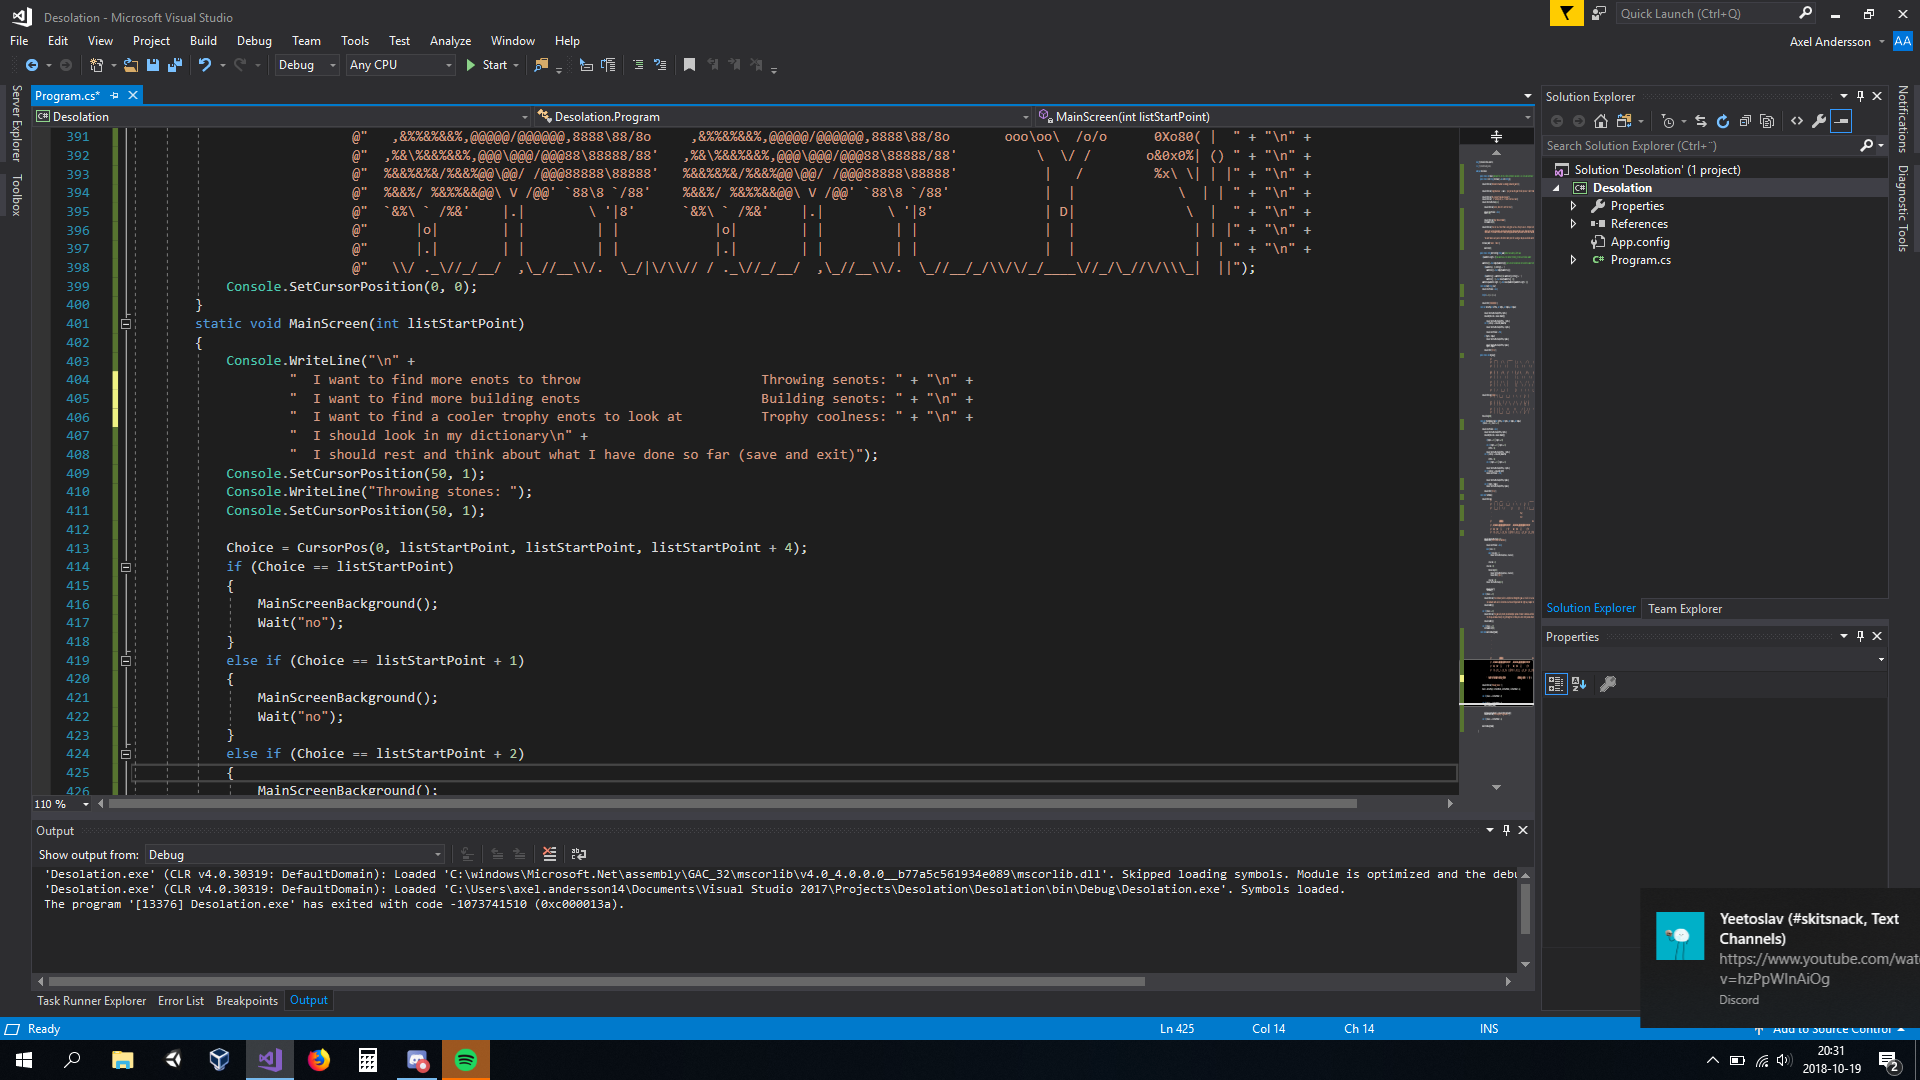 Desolation - Microsoft Visual Studio
Quick Launch (Ctrl+Q)
File Edit View Project Build Debug Team Tools Test Analyze Window Help
Axel Andersson AA
Debug Any CPU Start
Program.cs*
Desolation Desolation.Program MainScreen(int listStartPoint)
Server Explorer
Toolbox
391 @" ,&%%&%&&%,@@@@@/@@@@@@,8888\88/8o ,&%%&%&&%,@@@@@/@@@@@@,8888\88/8o ooo\oo\ /o/o 0Xo80( | " + "\n" +
392 @" ,%&\%&&%&&%,@@@\@@@/@@@88\88888/88' ,%&\%&&%&&%,@@@\@@@/@@@88\88888/88' \ \/ / o&0x0%| () " + "\n" +
393 @" %&&%&%&/%&&%@@\@@/ /@@@88888\88888' %&&%&%&/%&&%@@\@@/ /@@@88888\88888' | / %x\ \| | |" + "\n" +
394 @" %&&%/ %&%%&&@@\ V /@@' `88\8 `/88' %&&%/ %&%%&&@@\ V /@@' `88\8 `/88' | | \ | | " + "\n" +
395 @" `&%\ ` /%&' |.| \ '|8' `&%\ ` /%&' |.| \ '|8' | D| \ | " + "\n" +
396 @" |o| | | | | |o| | | | | | | | | |" + "\n" +
397 @" |.| | | | | |.| | | | | | | | | " + "\n" +
398 @" \\/ ._\//_/__/ ,\_//__\\/. \_/|\/\\// / ._\//_/__/ ,\_//__\\/. \_//__/_/\\/\/_/____\//_/\_//\/\\\_| ||");
399 Console.SetCursorPosition(0, 0);
400 }
401 static void MainScreen(int listStartPoint)
402 {
403 Console.WriteLine("\n" +
404 " I want to find more enots to throw Throwing senots: " + "\n" +
405 " I want to find more building enots Building senots: " + "\n" +
406 " I want to find a cooler trophy enots to look at Trophy coolness: " + "\n" +
407 " I should look in my dictionary\n" +
408 " I should rest and think about what I have done so far (save and exit)");
409 Console.SetCursorPosition(50, 1);
410 Console.WriteLine("Throwing stones: ");
411 Console.SetCursorPosition(50, 1);
412
413 Choice = CursorPos(0, listStartPoint, listStartPoint, listStartPoint + 4);
414 if (Choice == listStartPoint)
415 {
416 MainScreenBackground();
417 Wait("no");
418 }
419 else if (Choice == listStartPoint + 1)
420 {
421 MainScreenBackground();
422 Wait("no");
423 }
424 else if (Choice == listStartPoint + 2)
425 {
426 MainScreenBackground();
110 %
Solution Explorer
Search Solution Explorer (Ctrl+¨)
Solution 'Desolation' (1 project)
Desolation
Properties
References
App.config
Program.cs
Solution Explorer Team Explorer
Properties
Notifications
Diagnostic Tools
Output
Show output from: Debug
'Desolation.exe' (CLR v4.0.30319: DefaultDomain): Loaded 'C:\windows\Microsoft.Net\assembly\GAC_32\mscorlib\v4.0_4.0.0.0__b77a5c561934e089\mscorlib.dll'. Skipped loading symbols. Module is optimized and the debu
'Desolation.exe' (CLR v4.0.30319: DefaultDomain): Loaded 'C:\Users\axel.andersson14\Documents\Visual Studio 2017\Projects\Desolation\Desolation\bin\Debug\Desolation.exe'. Symbols loaded.
The program '[13376] Desolation.exe' has exited with code -1073741510 (0xc000013a).
Task Runner Explorer Error List Breakpoints Output
Yeetoslav (#skitsnack, Text
Channels)
https://www.youtube.com/wat
v=hzPpWInAiOg
Discord
Ready Ln 425 Col 14 Ch 14 INS Add to Source Control
20:31
2018-10-19
2